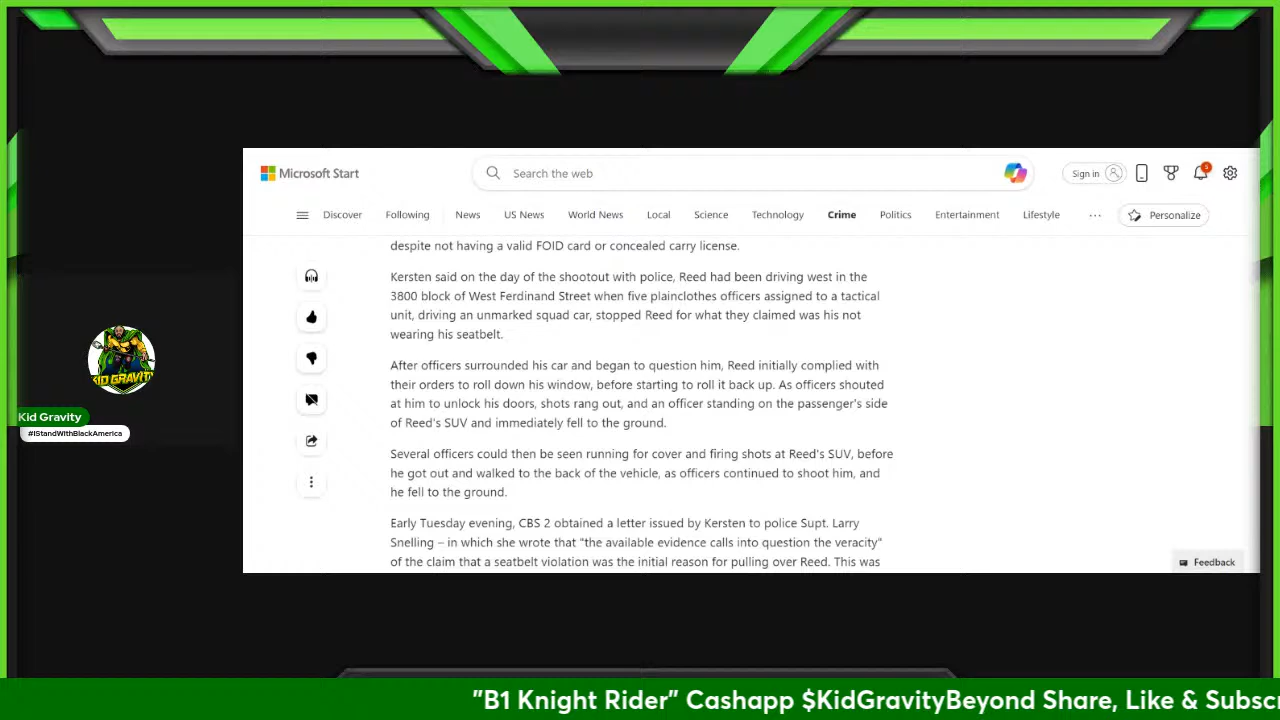 Microsoft Start
Search the web
Sign in
5
Discover Following News US News World News Local Science Technology Crime Politics Entertainment Lifestyle ... Personalize
despite not having a valid FOID card or concealed carry license.
Kersten said on the day of the shootout with police, Reed had been driving west in the
3800 block of West Ferdinand Street when five plainclothes officers assigned to a tactical
unit, driving an unmarked squad car, stopped Reed for what they claimed was his not
wearing his seatbelt.
After officers surrounded his car and began to question him, Reed initially complied with
their orders to roll down his window, before starting to roll it back up. As officers shouted
at him to unlock his doors, shots rang out, and an officer standing on the passenger's side
of Reed's SUV and immediately fell to the ground.
Several officers could then be seen running for cover and firing shots at Reed's SUV, before
he got out and walked to the back of the vehicle, as officers continued to shoot him, and
he fell to the ground.
Early Tuesday evening, CBS 2 obtained a letter issued by Kersten to police Supt. Larry
Snelling – in which she wrote that "the available evidence calls into question the veracity"
of the claim that a seatbelt violation was the initial reason for pulling over Reed. This was
Feedback
KID GRAVITY
Kid Gravity
#IStandWithBlackAmerica
"B1 Knight Rider" Cashapp $KidGravityBeyond Share, Like & Subsc